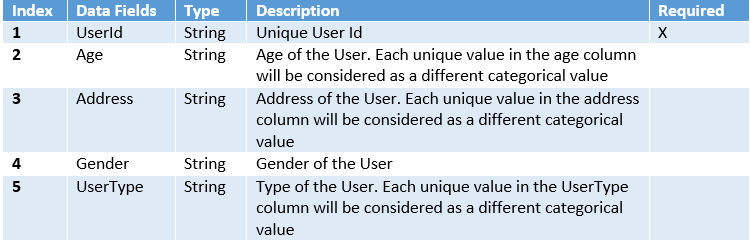 Index Data Fields Type Description Required
1 UserId String Unique User Id X
2 Age String Age of the User. Each unique value in the age column
will be considered as a different categorical value
3 Address String Address of the User. Each unique value in the address
column will be considered as a different categorical
value
4 Gender String Gender of the User
5 UserType String Type of the User. Each unique value in the UserType
column will be considered as a different categorical
value